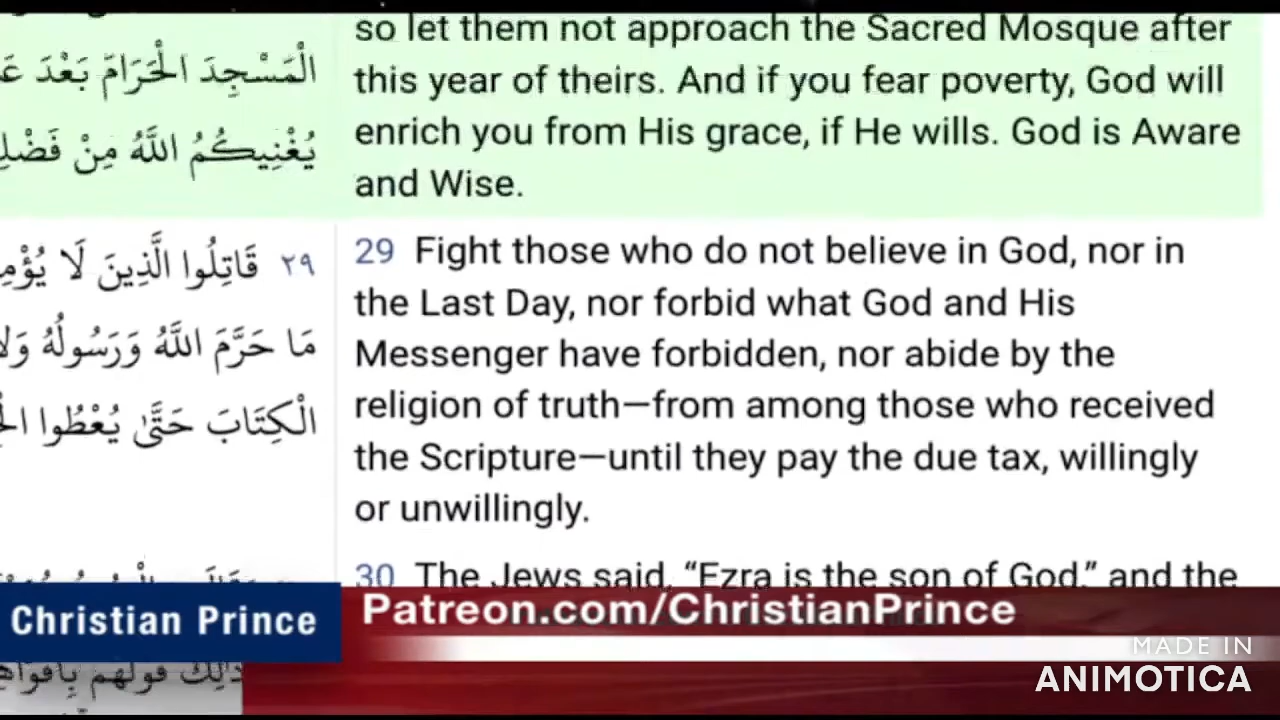 so let them not approach the Sacred Mosque after
this year of theirs. And if you fear poverty, God will
enrich you from His grace, if He wills. God is Aware
and Wise.
الْمَسْجِدَ الْحَرَامَ بَعْدَ
يُغْنِيكُمُ اللَّهُ مِنْ
29 Fight those who do not believe in God, nor in
the Last Day, nor forbid what God and His
Messenger have forbidden, nor abide by the
religion of truth—from among those who received
the Scripture—until they pay the due tax, willingly
or unwillingly.
٢٩ قَاتِلُوا الَّذِينَ لَا
مَا حَرَّمَ اللَّهُ وَرَسُولُهُ
الْكِتَابَ حَتَّىٰ يُعْطُوا
30 The Jews said, “Ezra is the son of God,” and the
Christian Prince
Patreon.com/ChristianPrince
MADE IN
ANIMOTICA